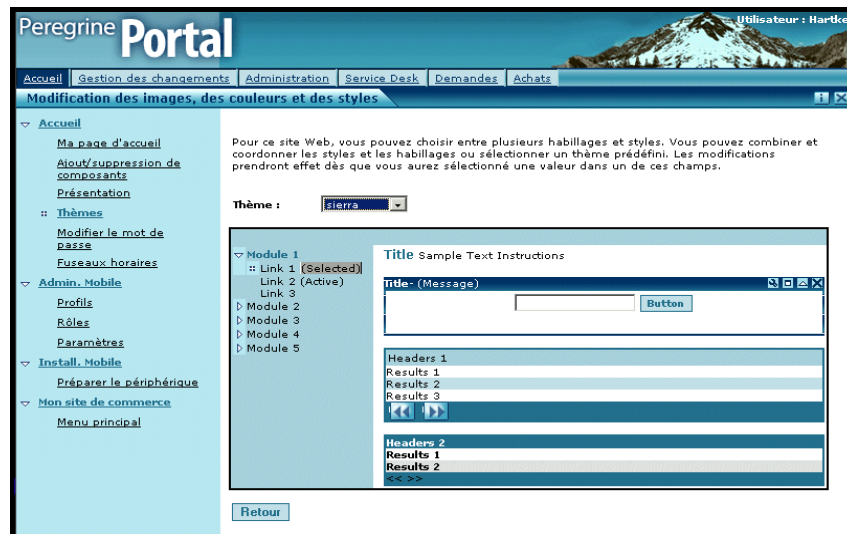 Peregrine Portal
Utilisateur : Hartke
Accueil Gestion des changements Administration Service Desk Demandes Achats
Modification des images, des couleurs et des styles
Accueil
Ma page d'accueil
Ajout/suppression de
composants
Présentation
Thèmes
Modifier le mot de
passe
Fuseaux horaires
Admin. Mobile
Profils
Rôles
Paramètres
Install. Mobile
Préparer le périphérique
Mon site de commerce
Menu principal
Pour ce site Web, vous pouvez choisir entre plusieurs habillages et styles. Vous pouvez combiner et
coordonner les styles et les habillages ou sélectionner un thème prédéfini. Les modifications
prendront effet dès que vous aurez sélectionné une valeur dans un de ces champs.
Thème : sierra
Module 1
Link 1 (Selected)
Link 2 (Active)
Link 3
Module 2
Module 3
Module 4
Module 5
Title Sample Text Instructions
Title- (Message)
Button
Headers 1
Results 1
Results 2
Results 3
Headers 2
Results 1
Results 2
<< >>
Retour